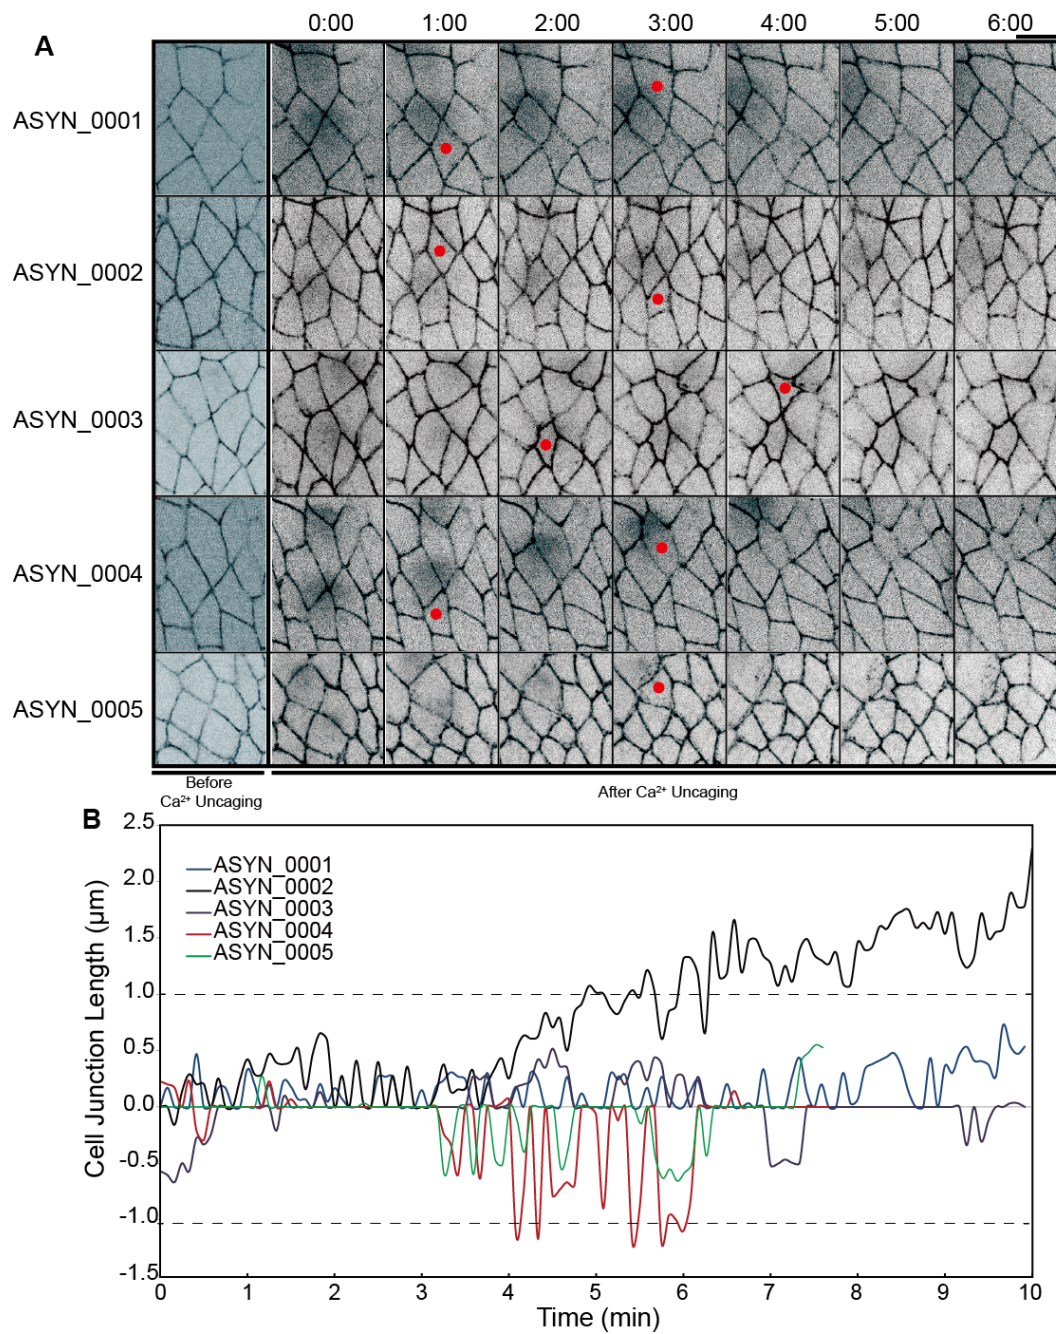 A
0:00 1:00 2:00 3:00 4:00 5:00 6:00
ASYN_0001
ASYN_0002
ASYN_0003
ASYN_0004
ASYN_0005
Before
Ca²⁺ Uncaging
After Ca²⁺ Uncaging
B
Cell Junction Length (µm)
2.5
2.0
1.5
1.0
0.5
0.0
-0.5
-1.0
-1.5
ASYN_0001
ASYN_0002
ASYN_0003
ASYN_0004
ASYN_0005
0 1 2 3 4 5 6 7 8 9 10
Time (min)